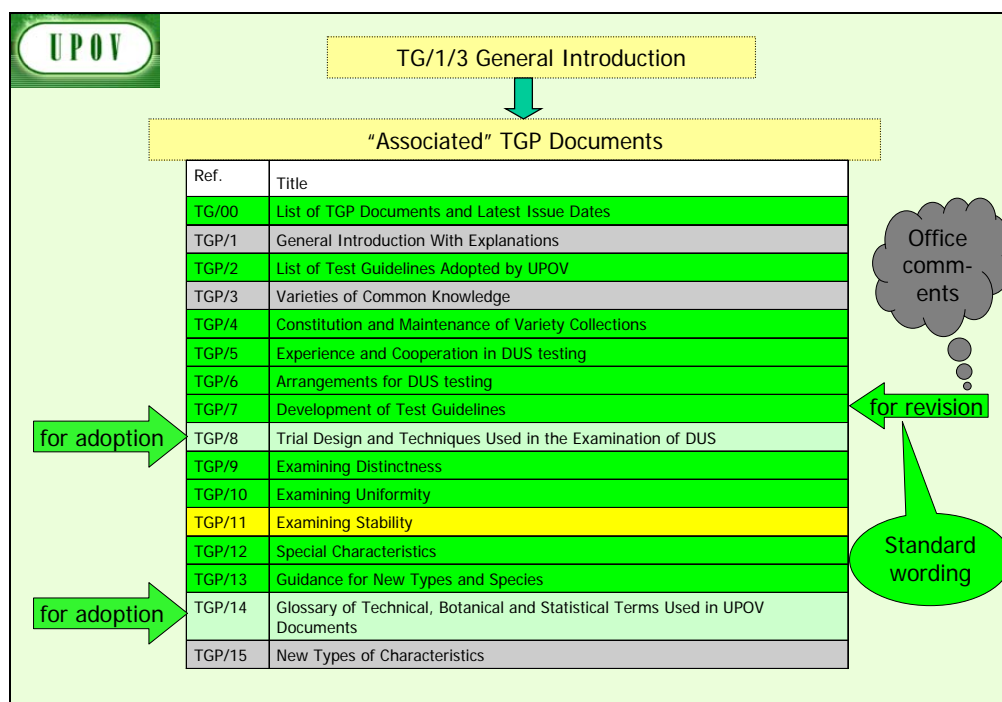 UPOV
TG/1/3 General Introduction
“Associated” TGP Documents
Ref. Title
TG/00 List of TGP Documents and Latest Issue Dates
TGP/1 General Introduction With Explanations
TGP/2 List of Test Guidelines Adopted by UPOV
TGP/3 Varieties of Common Knowledge
TGP/4 Constitution and Maintenance of Variety Collections
TGP/5 Experience and Cooperation in DUS testing
TGP/6 Arrangements for DUS testing
TGP/7 Development of Test Guidelines
TGP/8 Trial Design and Techniques Used in the Examination of DUS
TGP/9 Examining Distinctness
TGP/10 Examining Uniformity
TGP/11 Examining Stability
TGP/12 Special Characteristics
TGP/13 Guidance for New Types and Species
TGP/14 Glossary of Technical, Botanical and Statistical Terms Used in UPOV
Documents
TGP/15 New Types of Characteristics
for adoption
for adoption
Office
comm-
ents
for revision
Standard
wording